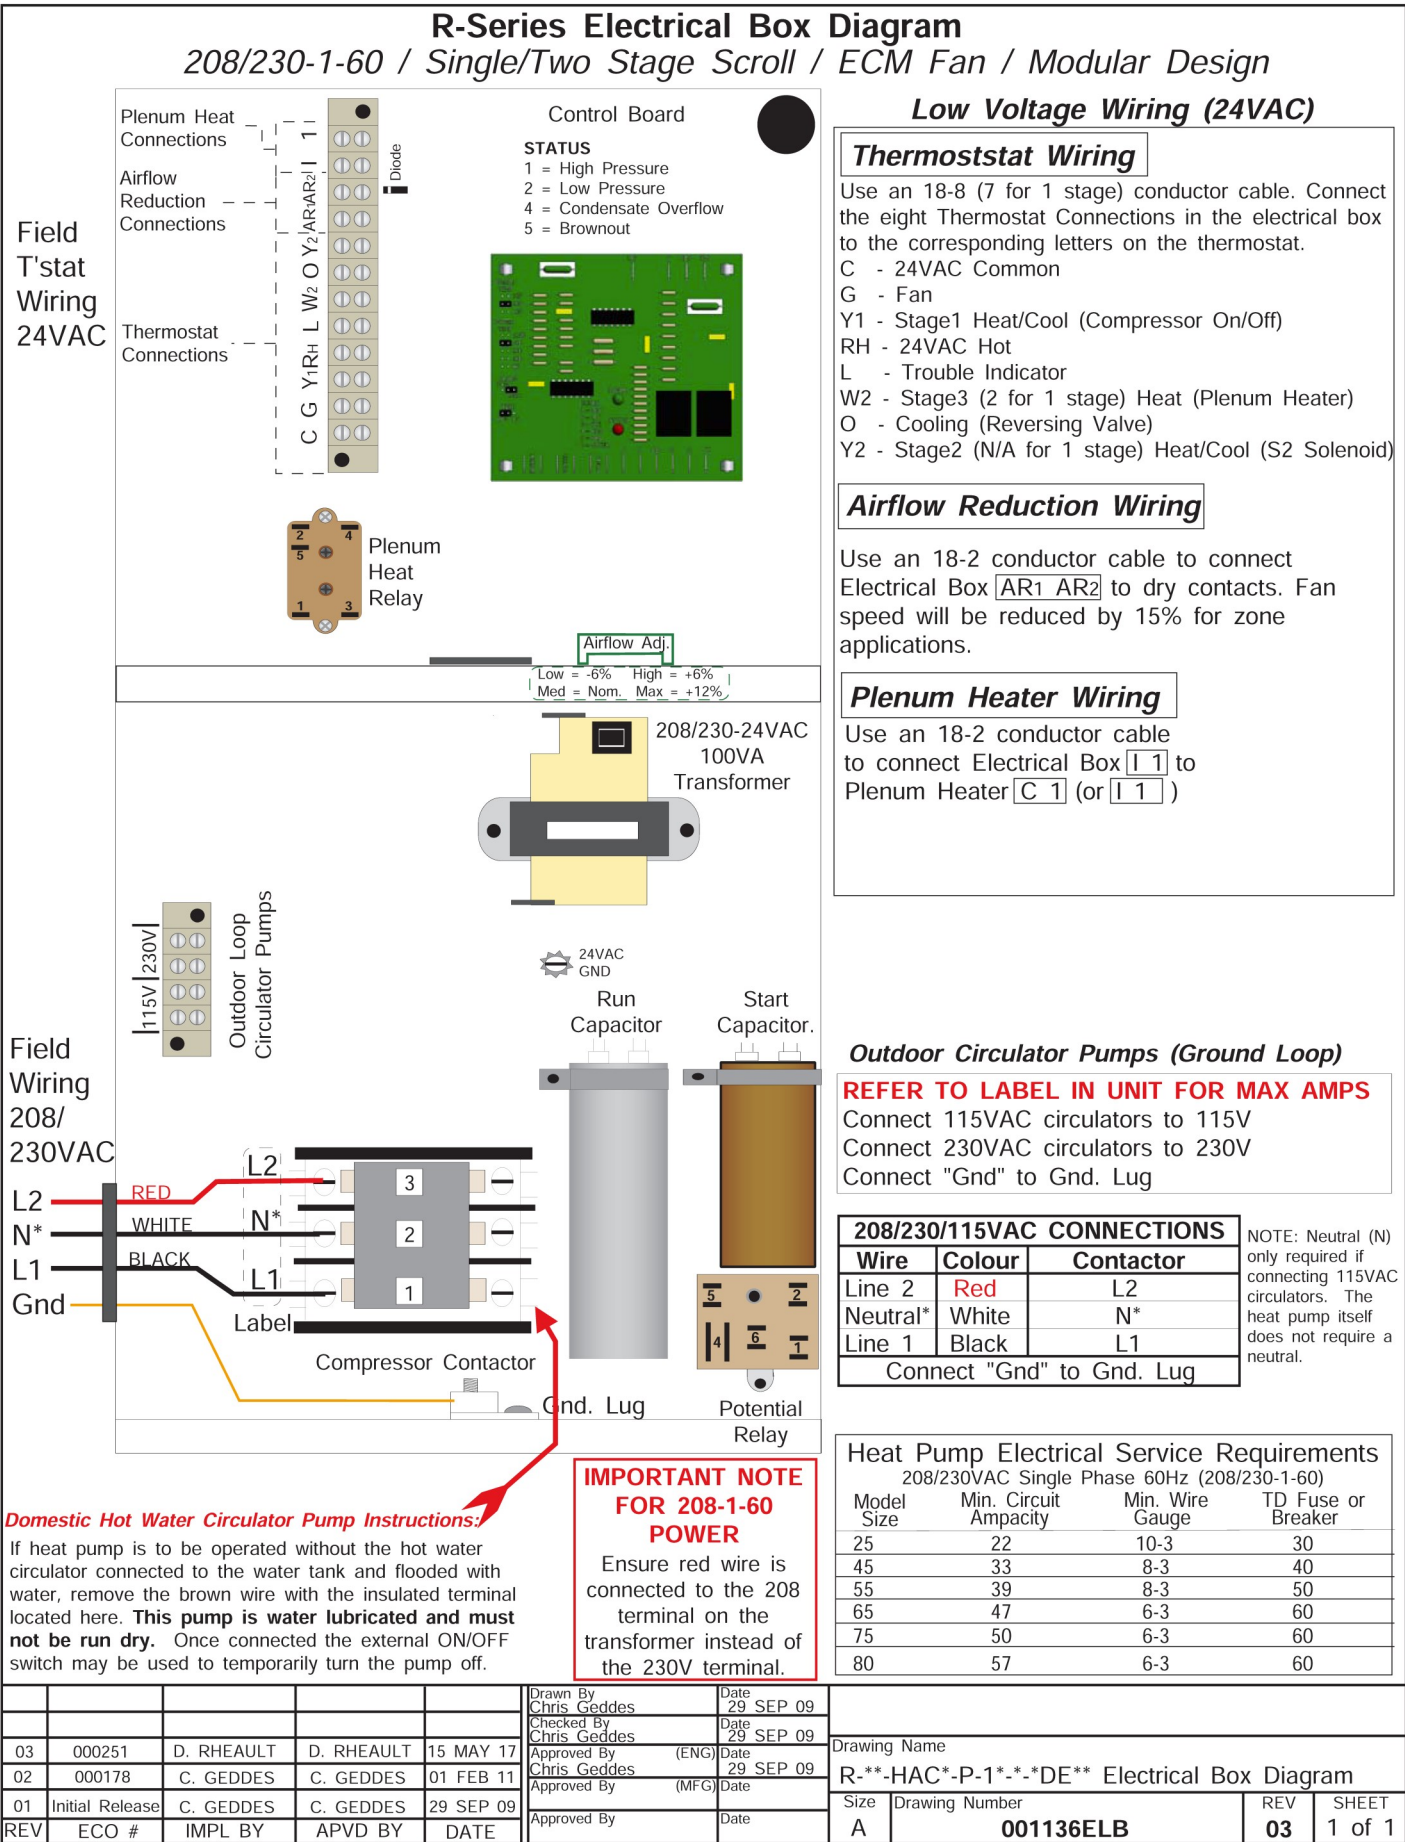 R-Series Electrical Box Diagram
208/230-1-60 / Single/Two Stage Scroll / ECM Fan / Modular Design
Plenum Heat
Connections
Airflow
Reduction
Connections
Thermostat
Connections
Field
T'stat
Wiring
24VAC
C G Y1 RH L W2 O Y2 AR1 AR2 I 1
Diode
Control Board
STATUS
1 = High Pressure
2 = Low Pressure
4 = Condensate Overflow
5 = Brownout
2
4
5
1
3
Plenum
Heat
Relay
Airflow Adj.
Low = -6% High = +6%
Med = Nom. Max = +12%
208/230-24VAC
100VA
Transformer
115V 230V
Outdoor Loop
Circulator Pumps
24VAC
GND
Run
Capacitor
Start
Capacitor.
Field
Wiring
208/
230VAC
L2
N*
L1
Gnd
RED
WHITE
BLACK
L2
N*
L1
Label
3
2
1
Compressor Contactor
Gnd. Lug
5
2
4
6
1
Potential
Relay
Domestic Hot Water Circulator Pump Instructions:
If heat pump is to be operated without the hot water
circulator connected to the water tank and flooded with
water, remove the brown wire with the insulated terminal
located here. This pump is water lubricated and must
not be run dry. Once connected the external ON/OFF
switch may be used to temporarily turn the pump off.
IMPORTANT NOTE
FOR 208-1-60
POWER
Ensure red wire is
connected to the 208
terminal on the
transformer instead of
the 230V terminal.
Low Voltage Wiring (24VAC)
Thermoststat Wiring
Use an 18-8 (7 for 1 stage) conductor cable. Connect
the eight Thermostat Connections in the electrical box
to the corresponding letters on the thermostat.
C - 24VAC Common
G - Fan
Y1 - Stage1 Heat/Cool (Compressor On/Off)
RH - 24VAC Hot
L - Trouble Indicator
W2 - Stage3 (2 for 1 stage) Heat (Plenum Heater)
O - Cooling (Reversing Valve)
Y2 - Stage2 (N/A for 1 stage) Heat/Cool (S2 Solenoid)
Airflow Reduction Wiring
Use an 18-2 conductor cable to connect
Electrical Box AR1 AR2 to dry contacts. Fan
speed will be reduced by 15% for zone
applications.
Plenum Heater Wiring
Use an 18-2 conductor cable
to connect Electrical Box I 1 to
Plenum Heater C 1 (or I 1 )
Outdoor Circulator Pumps (Ground Loop)
REFER TO LABEL IN UNIT FOR MAX AMPS
Connect 115VAC circulators to 115V
Connect 230VAC circulators to 230V
Connect "Gnd" to Gnd. Lug
208/230/115VAC CONNECTIONS
Wire Colour Contactor
Line 2 Red L2
Neutral* White N*
Line 1 Black L1
Connect "Gnd" to Gnd. Lug
NOTE: Neutral (N)
only required if
connecting 115VAC
circulators. The
heat pump itself
does not require a
neutral.
Heat Pump Electrical Service Requirements
208/230VAC Single Phase 60Hz (208/230-1-60)
Model Min. Circuit Min. Wire TD Fuse or
Size Ampacity Gauge Breaker
25 22 10-3 30
45 33 8-3 40
55 39 8-3 50
65 47 6-3 60
75 50 6-3 60
80 57 6-3 60
03 000251 D. RHEAULT D. RHEAULT 15 MAY 17
02 000178 C. GEDDES C. GEDDES 01 FEB 11
01 Initial Release C. GEDDES C. GEDDES 29 SEP 09
REV ECO # IMPL BY APVD BY DATE
Drawn By Date
Chris Geddes 29 SEP 09
Checked By Date
Chris Geddes 29 SEP 09
Approved By (ENG) Date
Chris Geddes 29 SEP 09
Approved By (MFG) Date
Approved By Date
Drawing Name
R-**-HAC*-P-1*-*-*DE** Electrical Box Diagram
Size Drawing Number REV SHEET
A 001136ELB 03 1 of 1